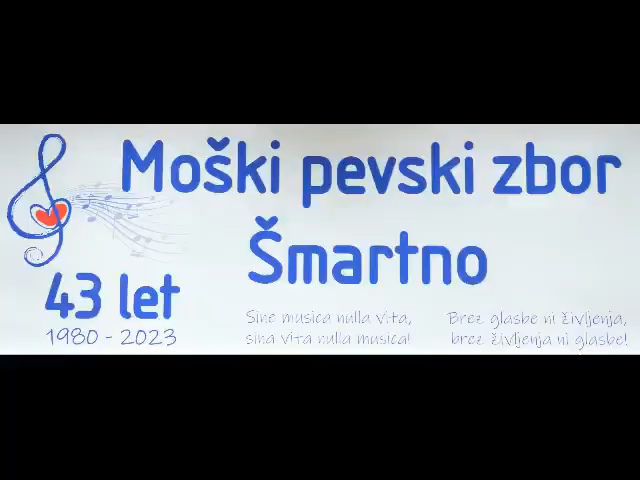 Moški pevski zbor
Šmartno
43 let
1980 - 2023
Sine musica nulla vita,
sina vita nulla musica!
Brez glasbe ni življenja,
brez življenja ni glasbe!